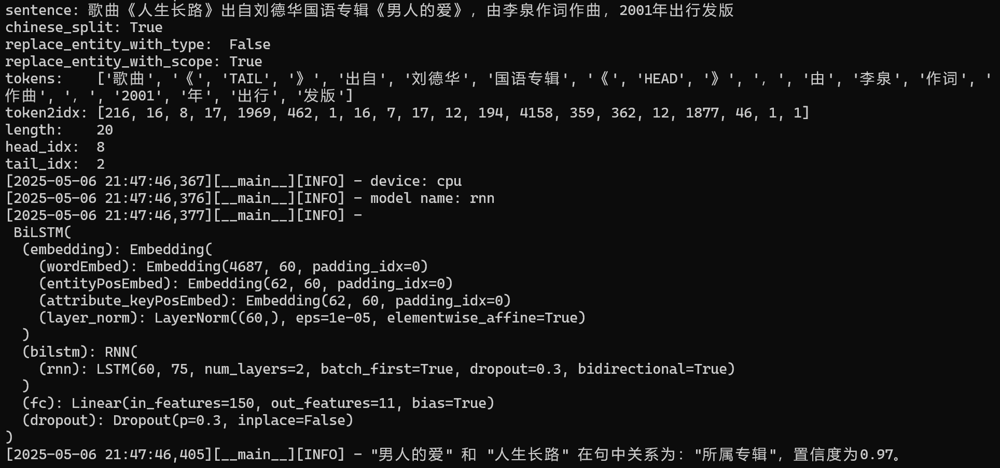 sentence: 歌曲《人生长路》出自刘德华国语专辑《男人的爱》，由李泉作词作曲，2001年出行发版
chinese_split: True
replace_entity_with_type:  False
replace_entity_with_scope: True
tokens:    ['歌曲', '《', 'TAIL', '》', '出自', '刘德华', '国语专辑', '《', 'HEAD', '》', '，', '由', '李泉', '作词', '
作曲', '，', '2001', '年', '出行', '发版']
token2idx: [216, 16, 8, 17, 1969, 462, 1, 16, 7, 17, 12, 194, 4158, 359, 362, 12, 1877, 46, 1, 1]
length:    20
head_idx:  8
tail_idx:  2
[2025-05-06 21:47:46,367][__main__][INFO] - device: cpu
[2025-05-06 21:47:46,376][__main__][INFO] - model name: rnn
[2025-05-06 21:47:46,377][__main__][INFO] -
 BiLSTM(
  (embedding): Embedding(
    (wordEmbed): Embedding(4687, 60, padding_idx=0)
    (entityPosEmbed): Embedding(62, 60, padding_idx=0)
    (attribute_keyPosEmbed): Embedding(62, 60, padding_idx=0)
    (layer_norm): LayerNorm((60,), eps=1e-05, elementwise_affine=True)
  )
  (bilstm): RNN(
    (rnn): LSTM(60, 75, num_layers=2, batch_first=True, dropout=0.3, bidirectional=True)
  )
  (fc): Linear(in_features=150, out_features=11, bias=True)
  (dropout): Dropout(p=0.3, inplace=False)
)
[2025-05-06 21:47:46,405][__main__][INFO] - "男人的爱" 和 "人生长路" 在句中关系为："所属专辑"，置信度为0.97。